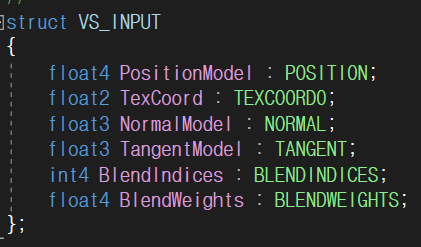 struct VS_INPUT
{
float4 PositionModel : POSITION;
float2 TexCoord : TEXCOORD0;
float3 NormalModel : NORMAL;
float3 TangentModel : TANGENT;
int4 BlendIndices : BLENDINDICES;
float4 BlendWeights : BLENDWEIGHTS;
};